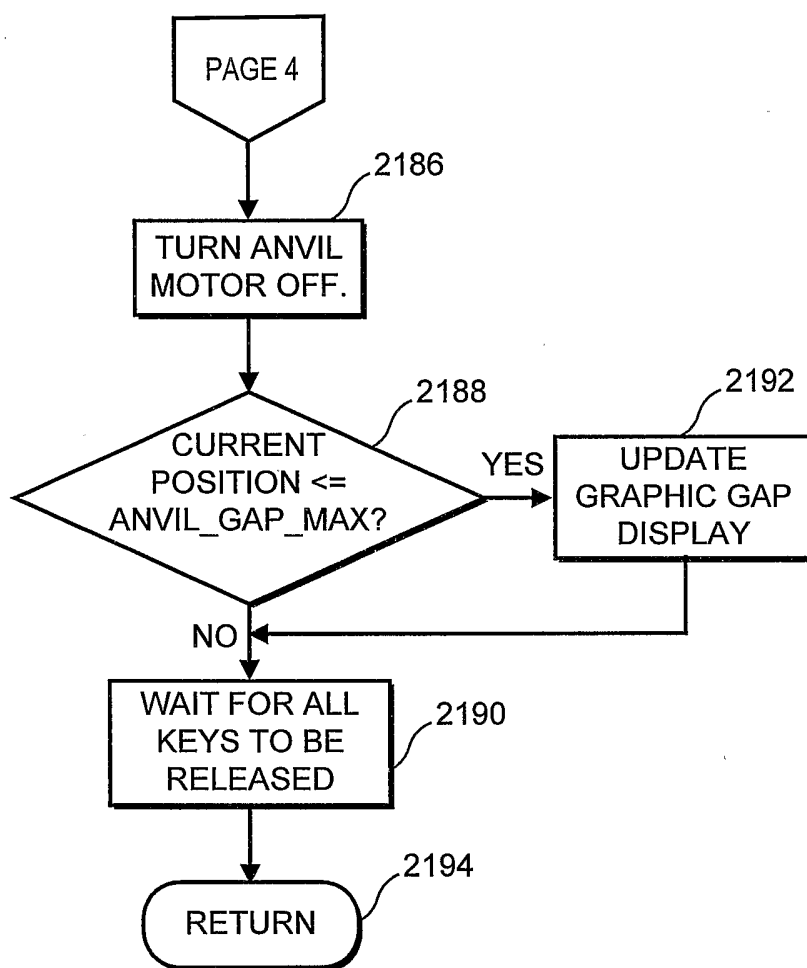 PAGE 4
2186
TURN ANVIL
MOTOR OFF.
2188
CURRENT
POSITION <=
ANVIL_GAP_MAX?
YES
2192
UPDATE
GRAPHIC GAP
DISPLAY
NO
WAIT FOR ALL
KEYS TO BE
RELEASED
2190
RETURN
2194